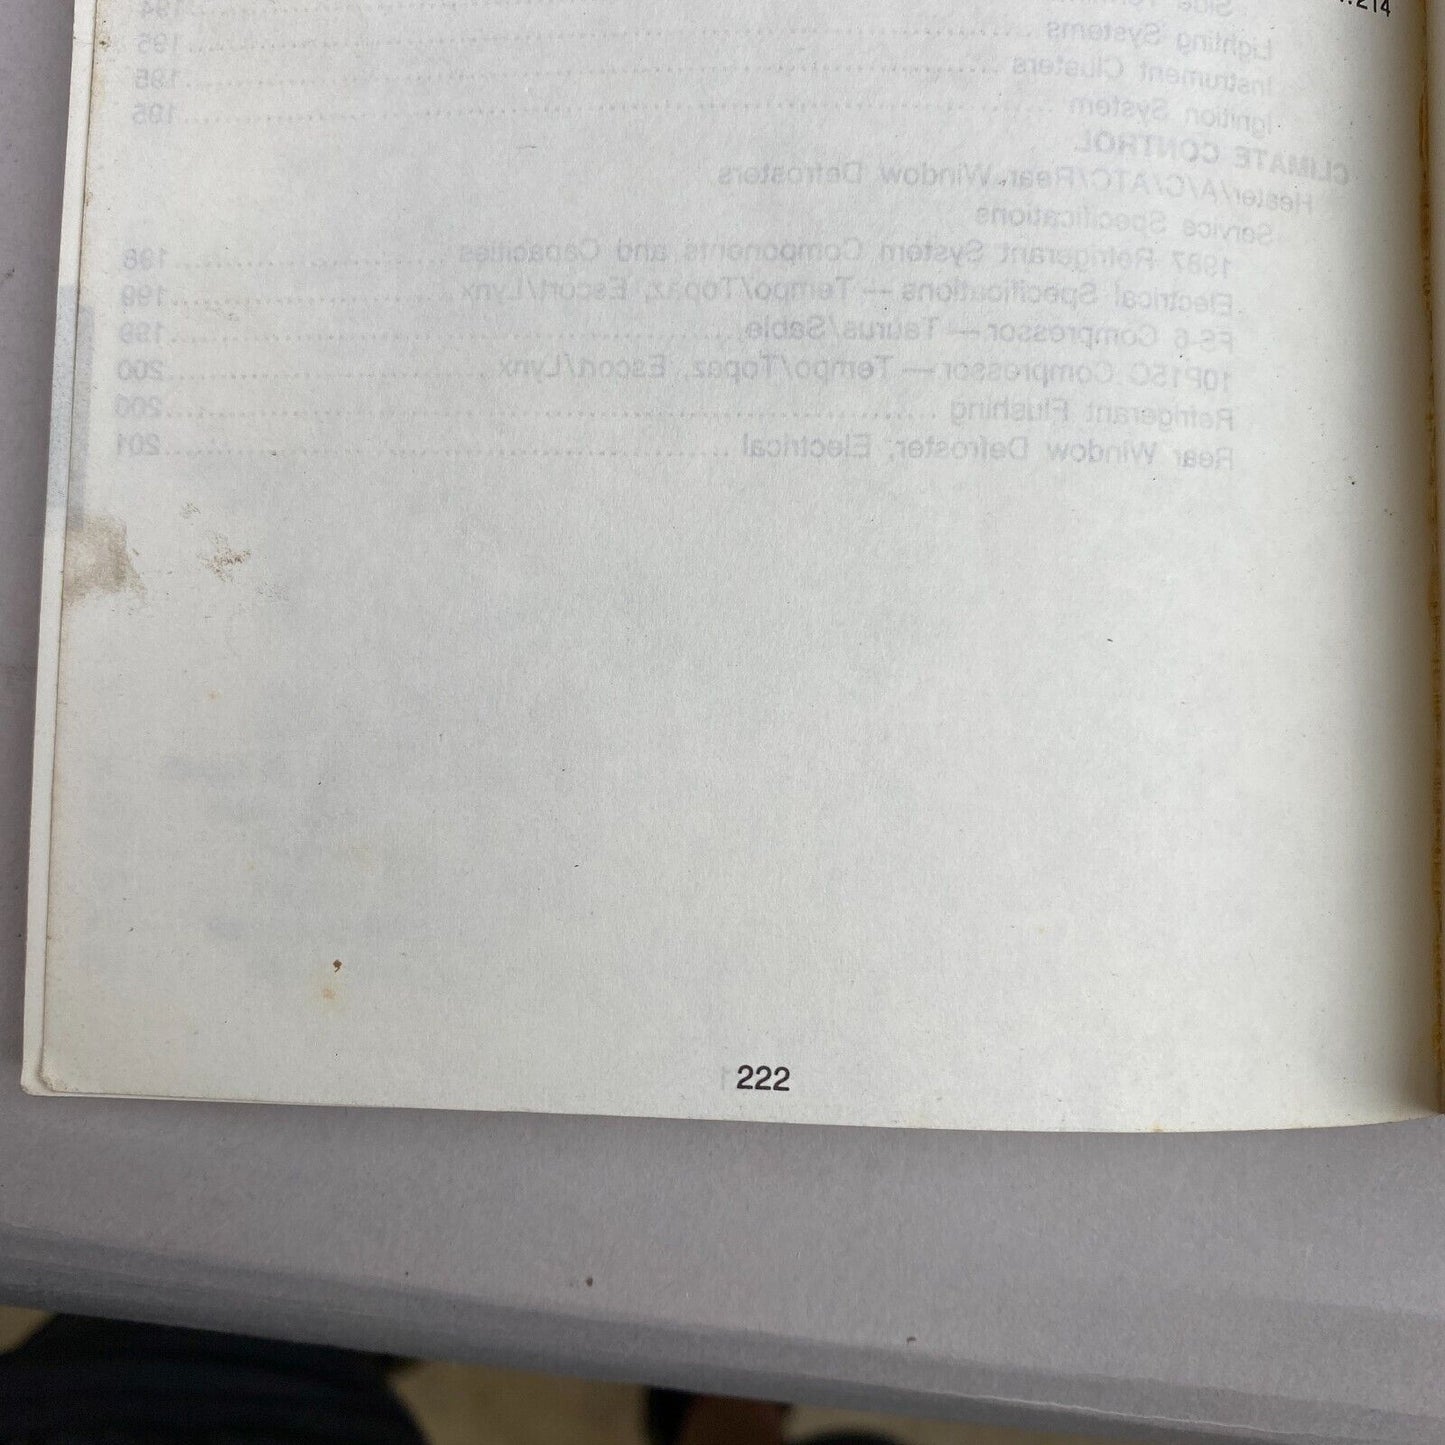 .214
Lighting Systems 195
Instrument Clusters 195
Ignition System 195
CLIMATE CONTROL
Heater/A/C/ATC/Rear Window Defrosters
Service Specifications
1987 Refrigerant System Components and Capacities 198
Electrical Specifications — Tempo/Topaz, Escort/Lynx 199
FS-6 Compressor — Taurus/Sable 199
10P15C Compressor — Tempo/Topaz, Escort/Lynx 200
Refrigerant Flushing 200
Rear Window Defroster, Electrical 201
222